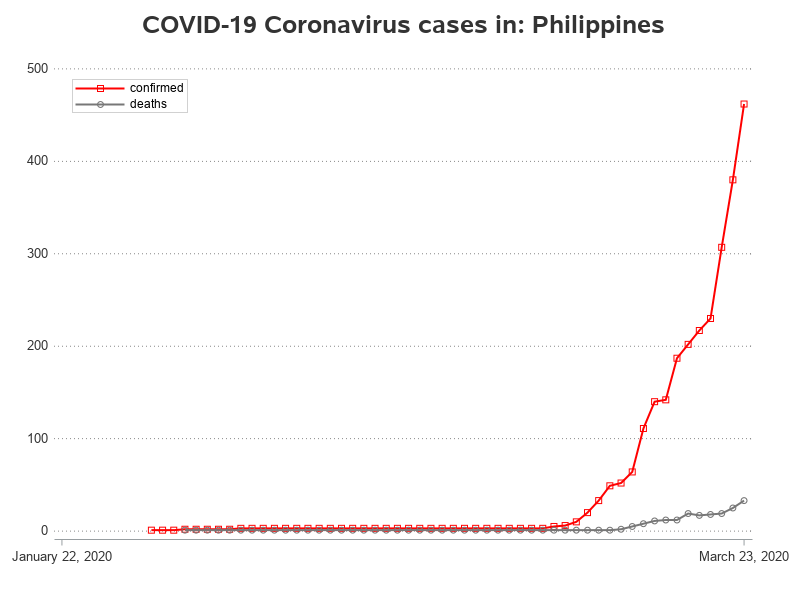 COVID-19 Coronavirus cases in: Philippines
500
confirmed
deaths
400
300
200
100
0
January 22, 2020
March 23, 2020